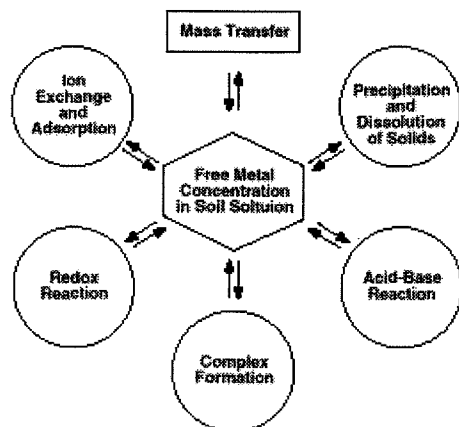 Mass Transfer
Ion
Exchange
and
Adsorption
Precipitation
and
Dissolution
of Solids
Free Metal
Concentration
in Soil Soltuion
Redox
Reaction
Acid-Base
Reaction
Complex
Formation